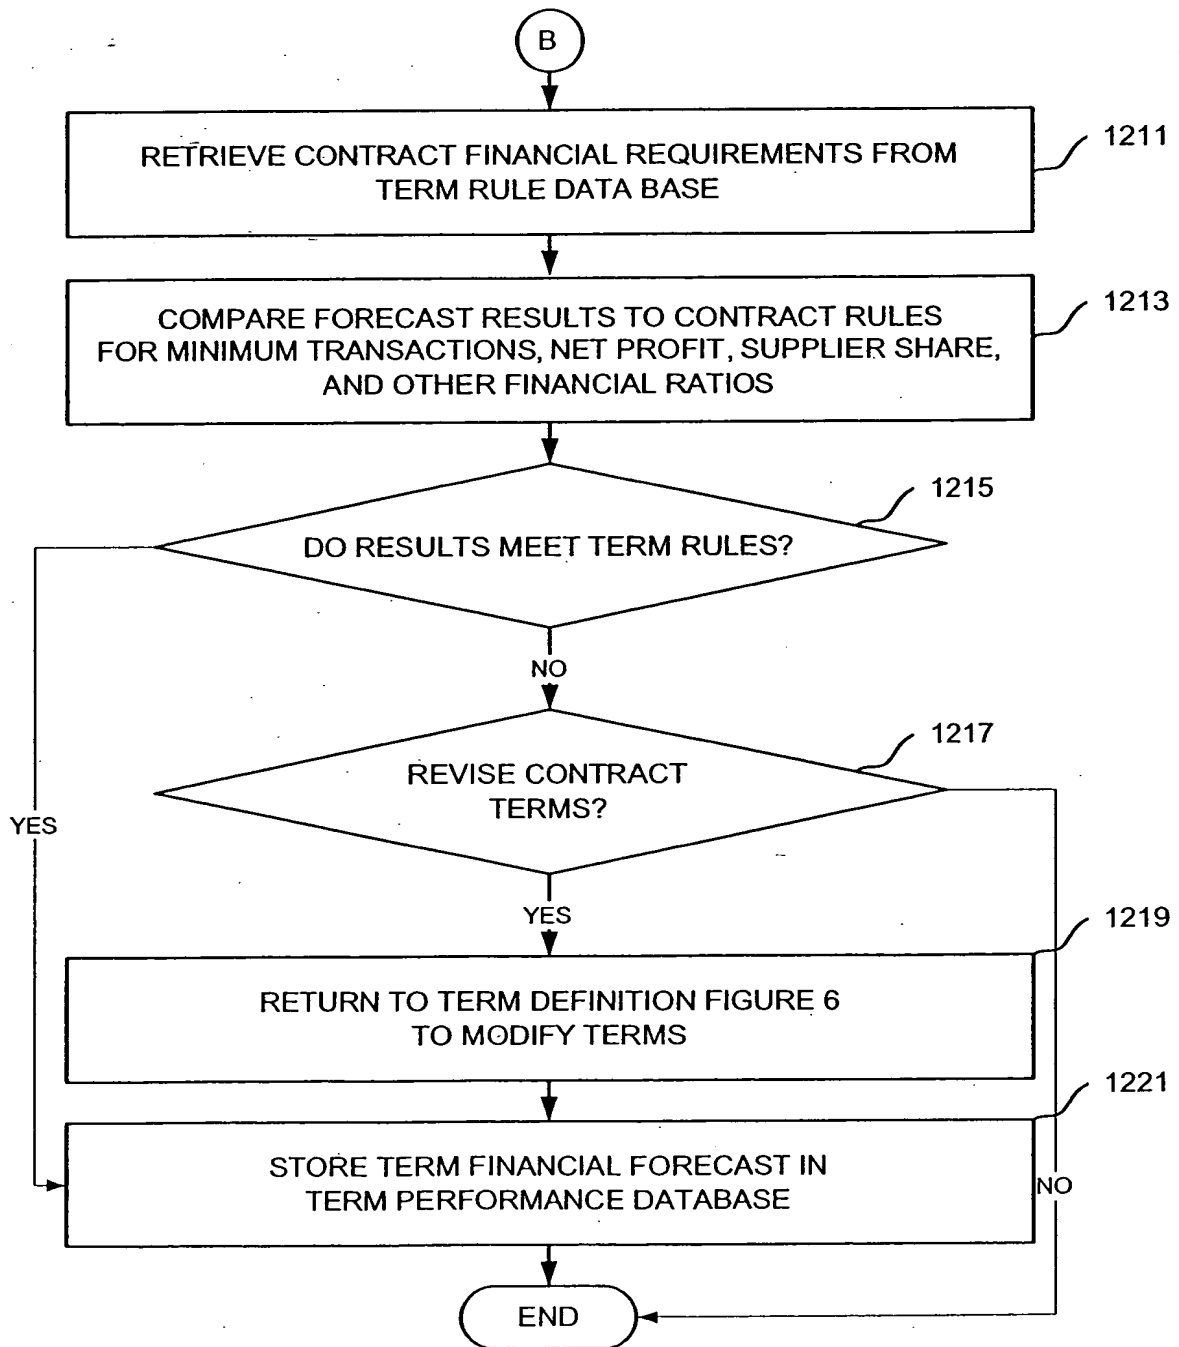 B
RETRIEVE CONTRACT FINANCIAL REQUIREMENTS FROM
TERM RULE DATA BASE
1211
COMPARE FORECAST RESULTS TO CONTRACT RULES
FOR MINIMUM TRANSACTIONS, NET PROFIT, SUPPLIER SHARE,
AND OTHER FINANCIAL RATIOS
1213
DO RESULTS MEET TERM RULES?
1215
NO
REVISE CONTRACT
TERMS?
1217
YES
YES
RETURN TO TERM DEFINITION FIGURE 6
TO MODIFY TERMS
1219
STORE TERM FINANCIAL FORECAST IN
TERM PERFORMANCE DATABASE
1221
NO
END